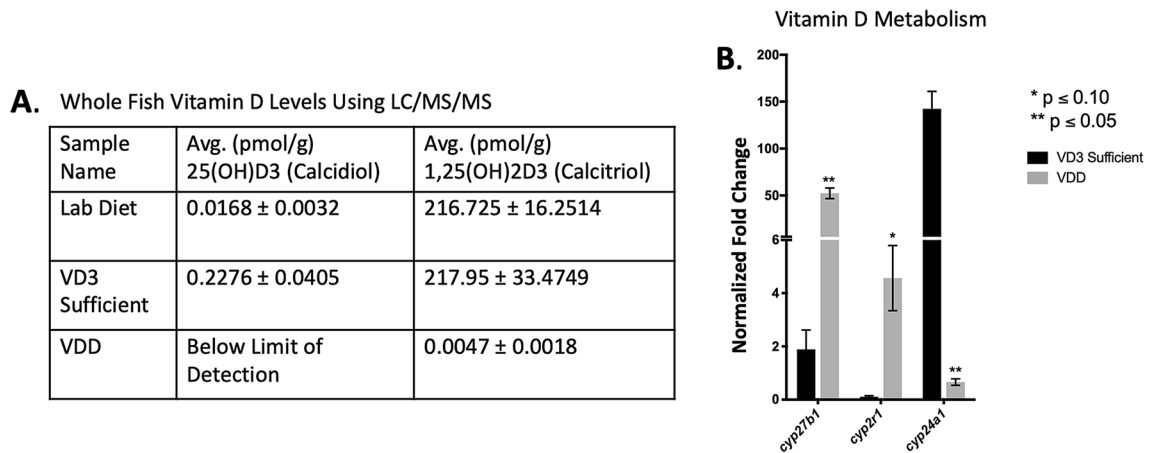 A. Whole Fish Vitamin D Levels Using LC/MS/MS
Sample Name
Avg. (pmol/g)
25(OH)D3 (Calcidiol)
Avg. (pmol/g)
1,25(OH)2D3 (Calcitriol)
Lab Diet
0.0168 ± 0.0032
216.725 ± 16.2514
VD3
Sufficient
0.2276 ± 0.0405
217.95 ± 33.4749
VDD
Below Limit of
Detection
0.0047 ± 0.0018
Vitamin D Metabolism
B.
Normalized Fold Change
200
150
100
50
6
4
2
0
**
*
**
cyp27b1
cyp2r1
cyp24a1
* p ≤ 0.10
** p ≤ 0.05
VD3 Sufficient
VDD